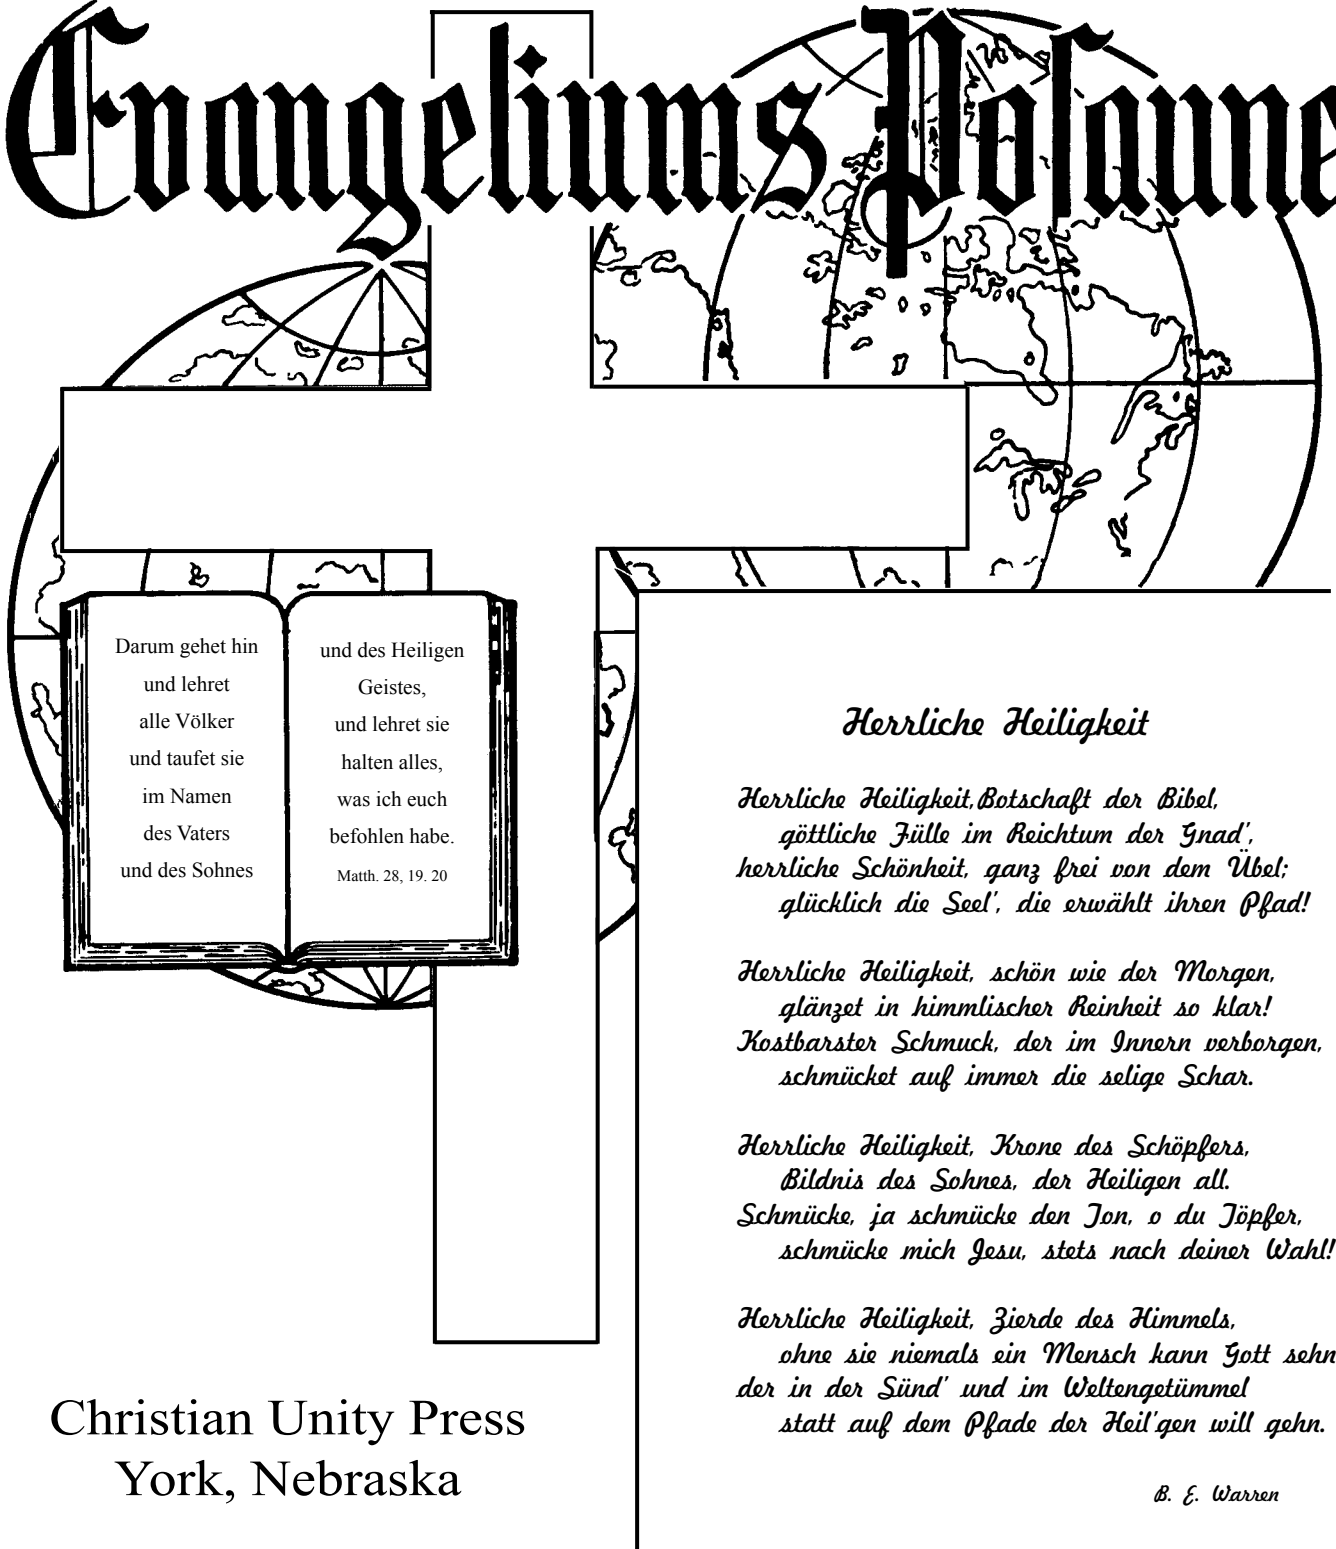 Evangeliums Poſaune
Darum gehet hin
und lehret
alle Völker
und taufet sie
im Namen
des Vaters
und des Sohnes
und des Heiligen
Geistes,
und lehret sie
halten alles,
was ich euch
befohlen habe.
Matth. 28, 19. 20
Herrliche Heiligkeit
Herrliche Heiligkeit,Botschaft der Bibel,
göttliche Fülle im Reichtum der Gnad',
herrliche Schönheit, ganz frei von dem Übel;
glücklich die Seel', die erwählt ihren Pfad!
Herrliche Heiligkeit, schön wie der Morgen,
glänzet in himmlischer Reinheit so klar!
Kostbarster Schmuck, der im Innern verborgen,
schmücket auf immer die selige Schar.
Herrliche Heiligkeit, Krone des Schöpfers,
Bildnis des Sohnes, der Heiligen all.
Schmücke, ja schmücke den Ton, o du Töpfer,
schmücke mich Jesu, stets nach deiner Wahl!
Herrliche Heiligkeit, Zierde des Himmels,
ohne sie niemals ein Mensch kann Gott sehn
der in der Sünd' und im Weltengetümmel
statt auf dem Pfade der Heil'gen will gehn.
B. E. Warren
Christian Unity Press
York, Nebraska